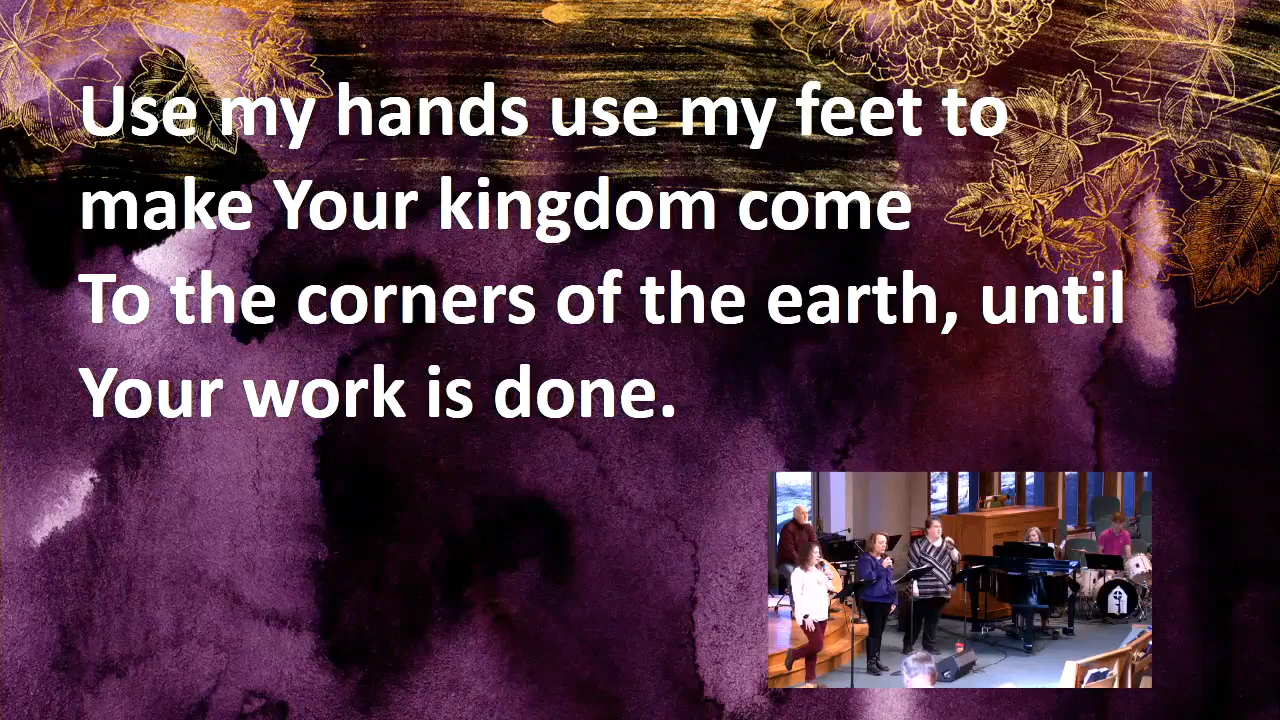 Use my hands use my feet to
make Your kingdom come
To the corners of the earth, until
Your work is done.